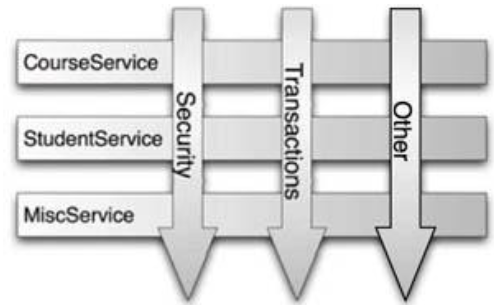 CourseService
StudentService
MiscService
Security
Transactions
Other